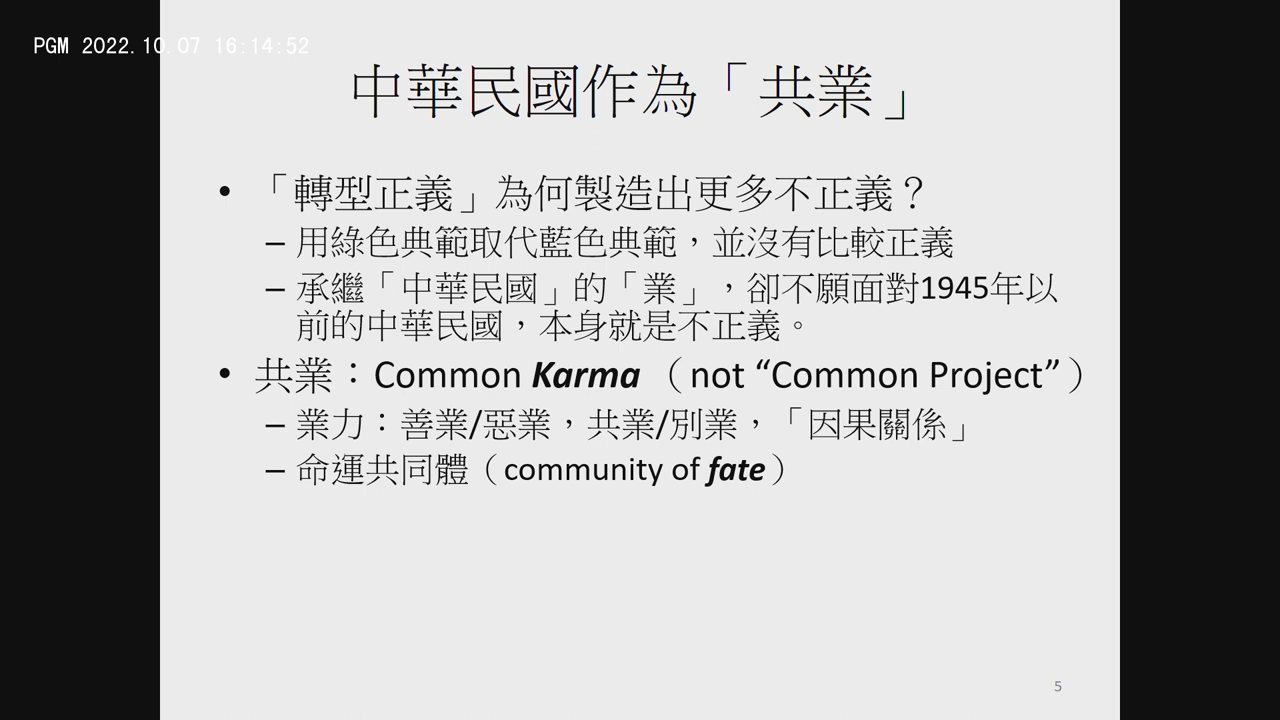 PGM 2022.10.07 16:14:52
中華民國作為「共業」
• 「轉型正義」為何製造出更多不正義？
– 用綠色典範取代藍色典範，並沒有比較正義
– 承繼「中華民國」的「業」，卻不願面對1945年以
前的中華民國，本身就是不正義。
• 共業：Common Karma（not “Common Project”）
– 業力：善業/惡業，共業/別業，「因果關係」
– 命運共同體（community of fate）
5